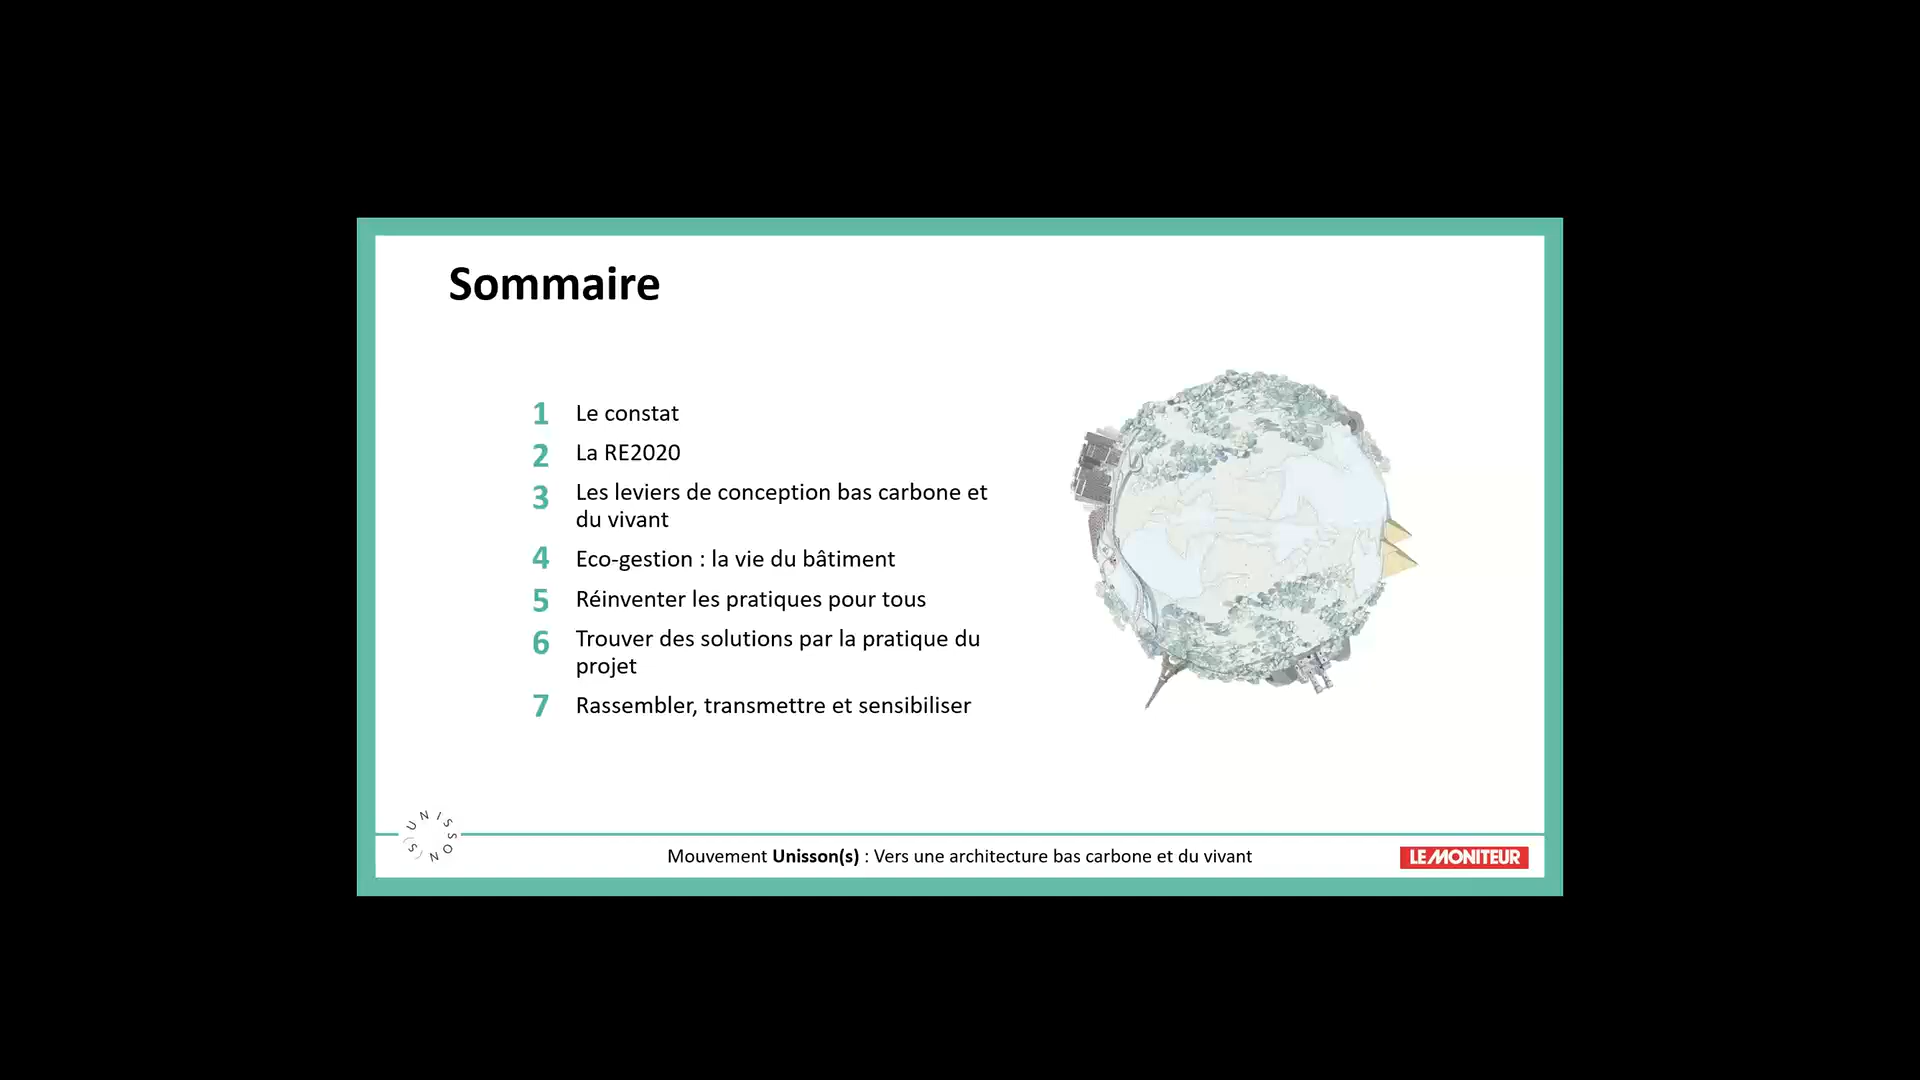 Sommaire
1 Le constat
2 La RE2020
3 Les leviers de conception bas carbone et
du vivant
4 Eco-gestion : la vie du bâtiment
5 Réinventer les pratiques pour tous
6 Trouver des solutions par la pratique du
projet
7 Rassembler, transmettre et sensibiliser
UNISSON(S)
Mouvement Unisson(s) : Vers une architecture bas carbone et du vivant
LE MONITEUR